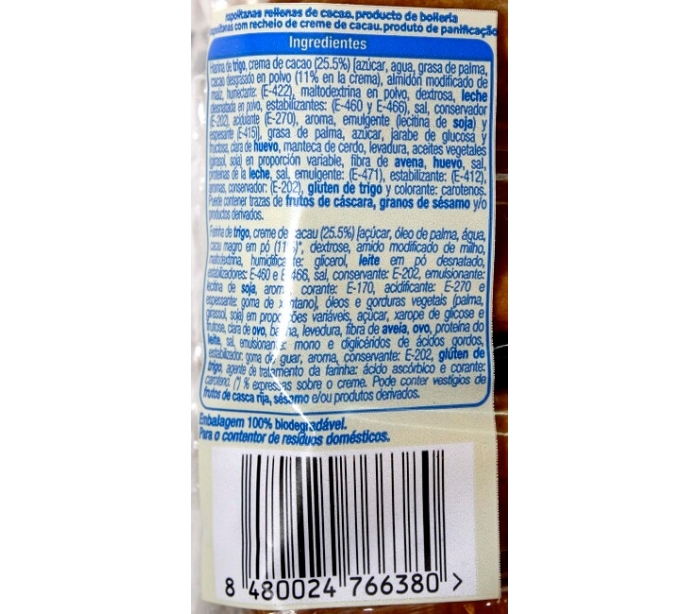 napolitanas rellenas de cacao.producto de bollería
napolitanas com recheio de creme de cacau.produto de panificação
Ingredientes
Harina de trigo, crema de cacao (25.5%) [azúcar, agua, grasa de palma,
cacao desgrasado en polvo (11% en la crema), almidón modificado de
maíz, humectante: (E-422), maltodextrina en polvo, dextrosa, leche
desnatada en polvo, estabilizantes: (E-460 y E-466), sal, conservador
(E-202), acidulante (E-270), aroma, emulgente (lecitina de soja) y
espesante (E-415)], grasa de palma, azúcar, jarabe de glucosa y
fructosa, clara de huevo, manteca de cerdo, levadura, aceites vegetales
(girasol, soja) en proporción variable, fibra de avena, huevo, sal,
proteínas de la leche, sal, emulgente: (E-471), estabilizante: (E-412),
aromas, conservador: (E-202), gluten de trigo y colorante: carotenos.
Puede contener trazas de frutos de cáscara, granos de sésamo y/o
productos derivados.
Farinha de trigo, creme de cacau (25.5%) [açúcar, óleo de palma, água,
cacau magro em pó (11%)*, dextrose, amido modificado de milho,
maltodextrina, humidificante: glicerol, leite em pó desnatado,
estabilizadores: E-460 e E-466, sal, conservante: E-202, emulsionante:
lecitina de soja, aroma, corante: E-170, acidificante: E-270 e
espessante: goma de xantano], óleos e gorduras vegetais (palma,
girassol, soja) em proporções variáveis, açúcar, xarope de glicose e
frutose, clara de ovo, banha, levedura, fibra de aveia, ovo, proteína do
leite, sal, emulsionante: mono e diglicéridos de ácidos gordos,
estabilizador: goma de guar, aroma, conservante: E-202, glúten de
trigo, agente de tratamento da farinha: ácido ascórbico e corante:
caroteno. (*) % expressas sobre o creme. Pode conter vestígios de
frutos de casca rija, sésamo e/ou produtos derivados.
Embalagem 100% biodegradável.
Para o contentor de resíduos domésticos.
8 480024 766380 >